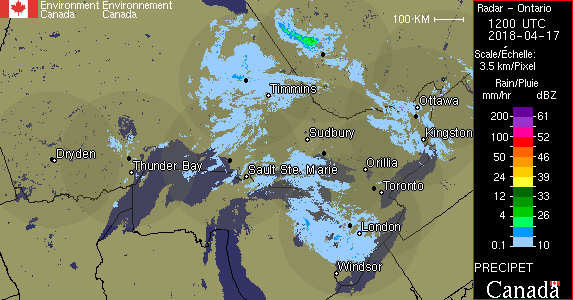 Environment Environnement
Canada Canada
100 KM
Radar - Ontario
1200 UTC
2018-04-17
Scale/Échelle:
3.5 km/Pixel
Rain/Pluie
mm/hr dBZ
200 61
100 52
50 46
24 39
12 33
4 26
0.1 10
PRECIPET
Canada
Timmins
Ottawa
Sudbury
Kingston
Dryden
Thunder Bay
Sault Ste. Marie
Orillia
Toronto
London
Windsor